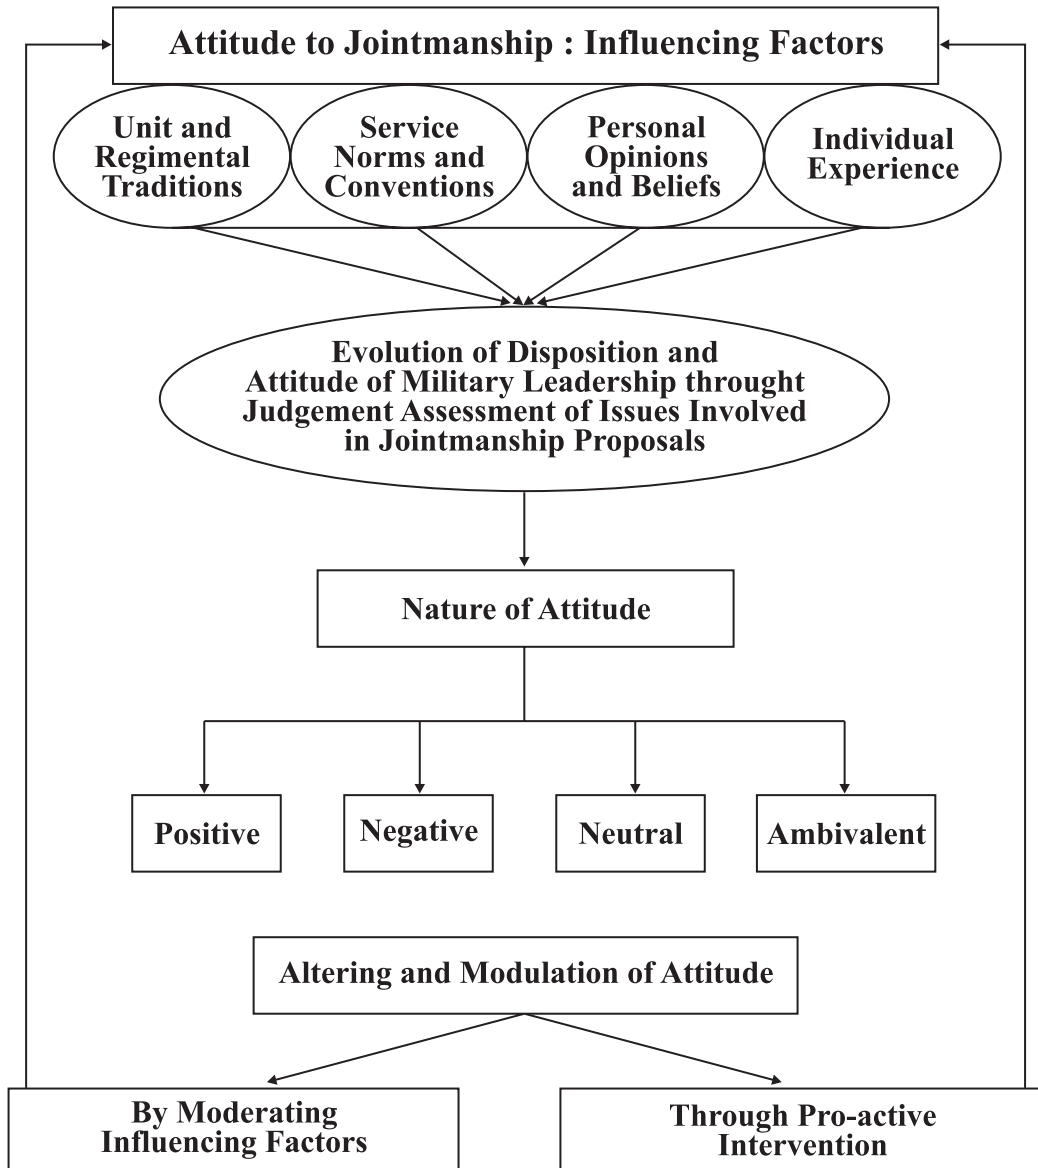 Attitude to Jointmanship : Influencing Factors
Unit and
Regimental
Traditions
Service
Norms and
Conventions
Personal
Opinions
and Beliefs
Individual
Experience
Evolution of Disposition and
Attitude of Military Leadership throught
Judgement Assessment of Issues Involved
in Jointmanship Proposals
Nature of Attitude
Positive
Negative
Neutral
Ambivalent
Altering and Modulation of Attitude
By Moderating
Influencing Factors
Through Pro-active
Intervention